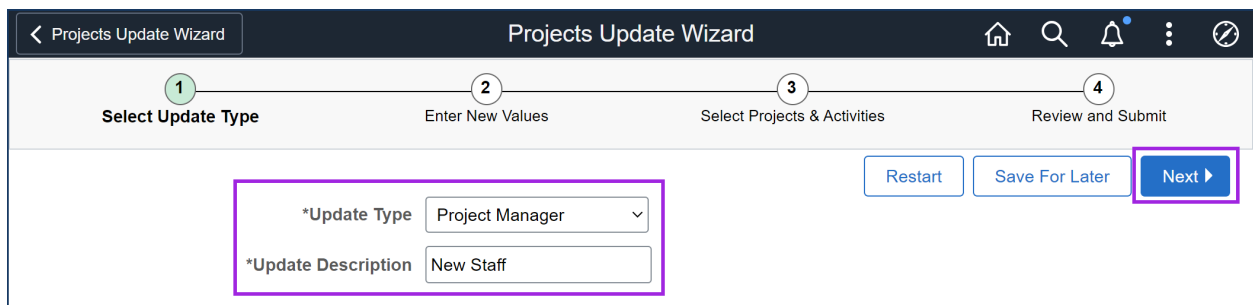 Projects Update Wizard
Projects Update Wizard
1
2
3
4
Select Update Type
Enter New Values
Select Projects & Activities
Review and Submit
Restart
Save For Later
Next
*Update Type
Project Manager
*Update Description
New Staff